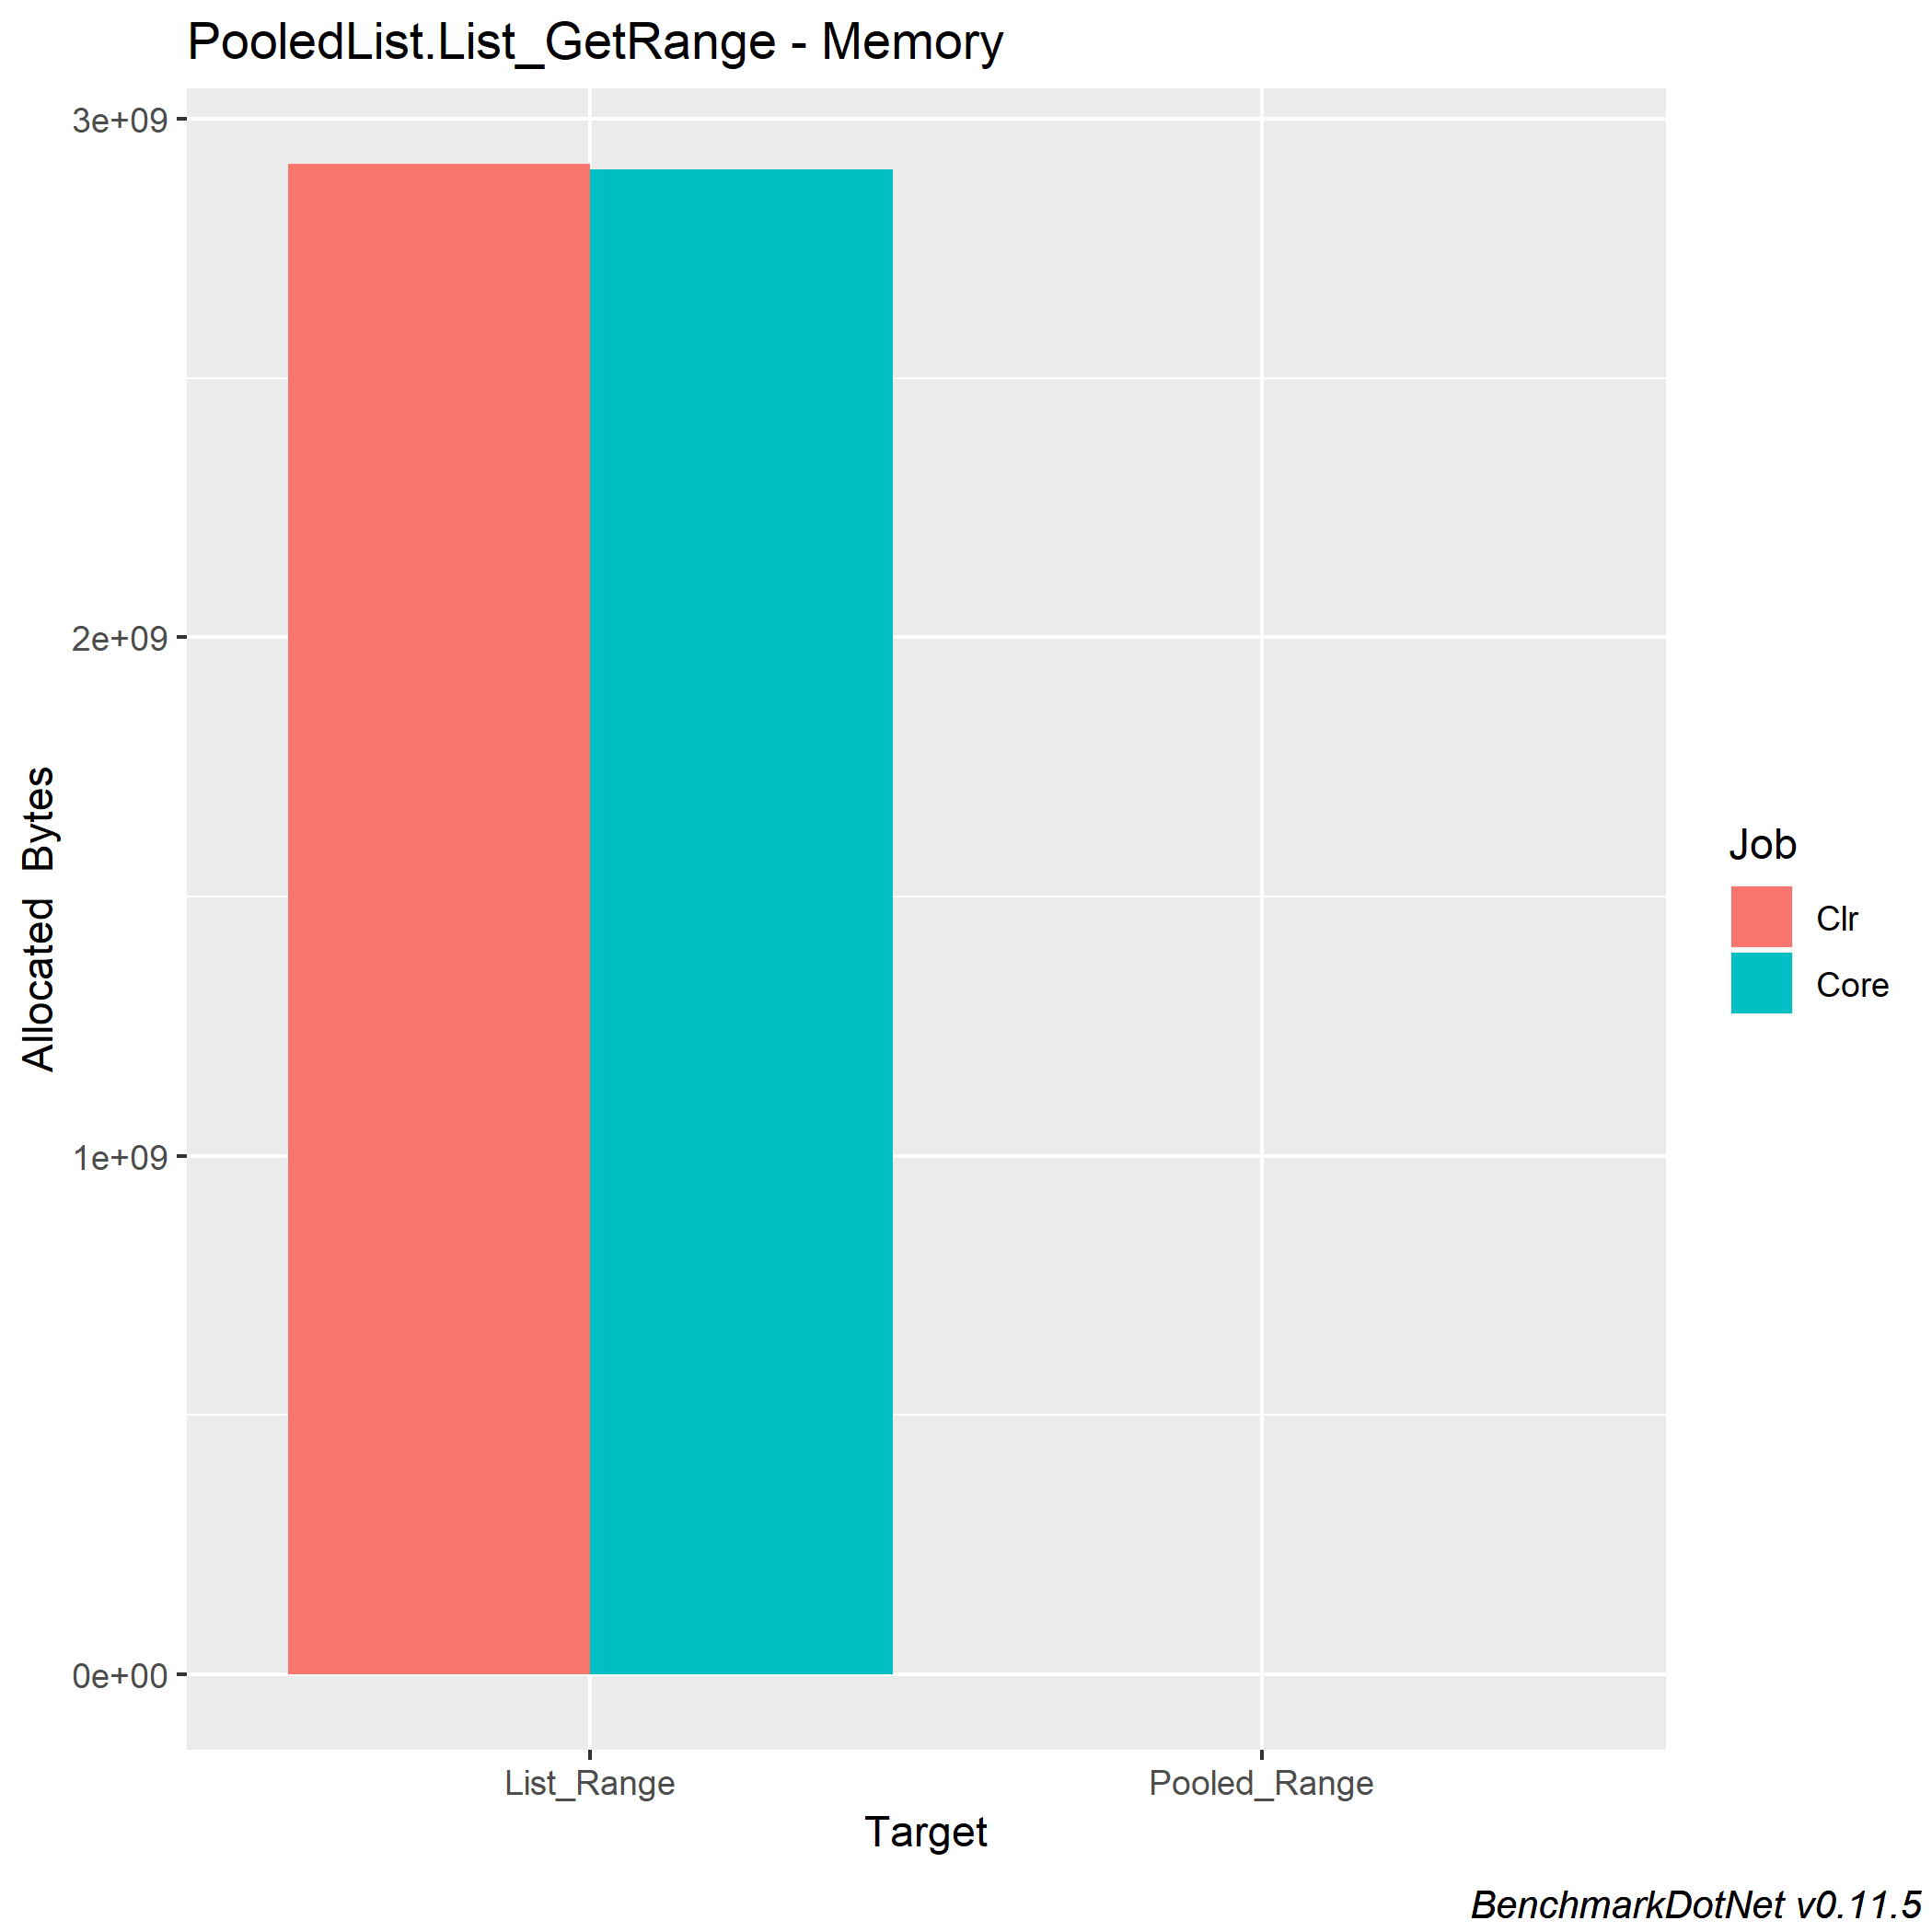 PooledList.List_GetRange - Memory
3e+09
2e+09
1e+09
0e+00
Allocated Bytes
List_Range
Pooled_Range
Target
Job
Clr
Core
BenchmarkDotNet v0.11.5